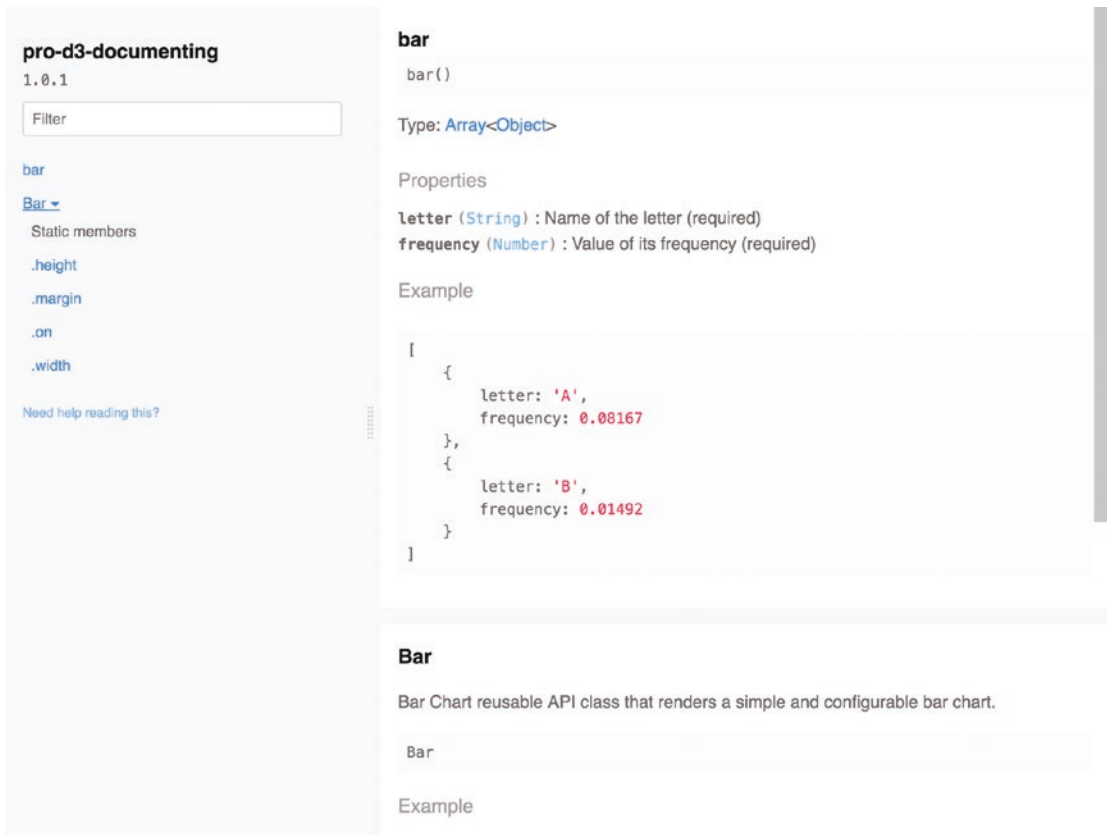 pro-d3-documenting
1.0.1
Filter
bar
Bar
Static members
.height
.margin
.on
.width
Need help reading this?
bar
bar()
Type: Array<Object>
Properties
letter (String) : Name of the letter (required)
frequency (Number) : Value of its frequency (required)
Example
[
    {
        letter: 'A',
        frequency: 0.08167
    },
    {
        letter: 'B',
        frequency: 0.01492
    }
]
Bar
Bar Chart reusable API class that renders a simple and configurable bar chart.
Bar
Example